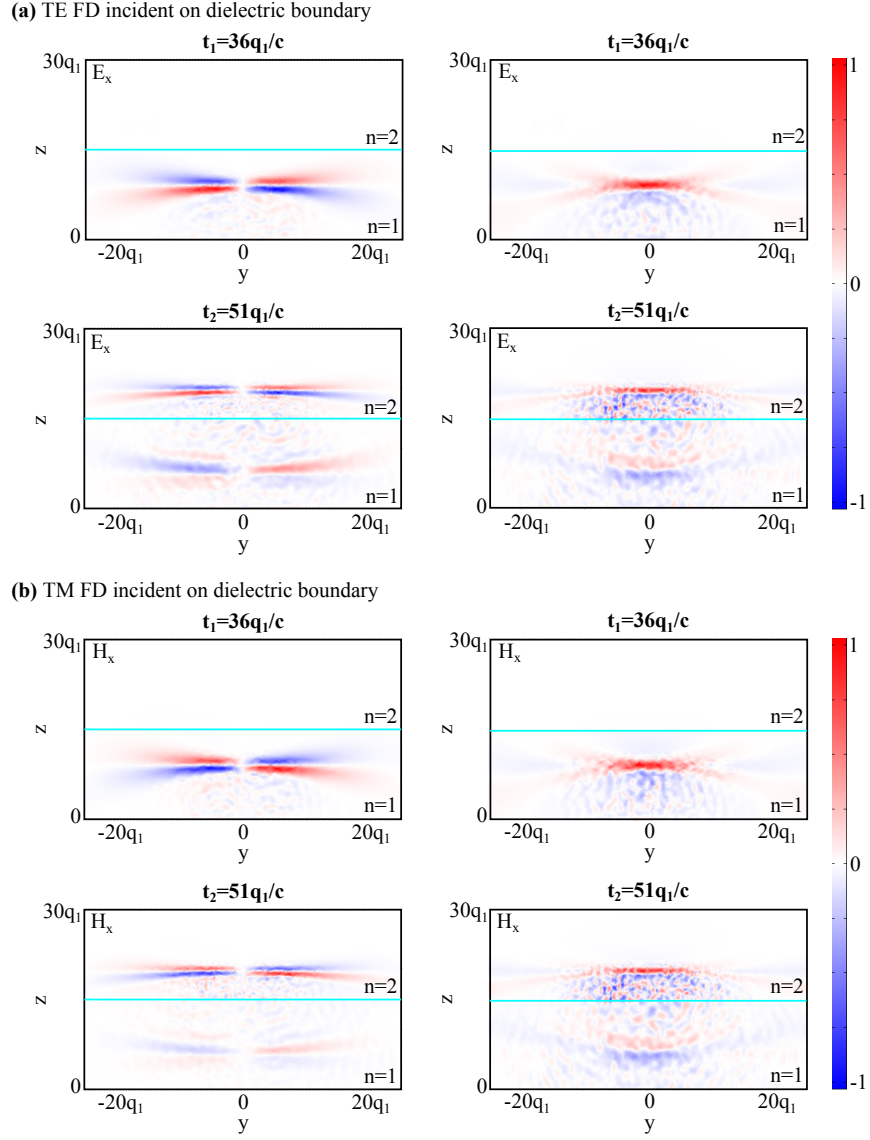 (a) TE FD incident on dielectric boundary
t₁=36q₁/c t₁=36q₁/c
30q₁ Eₓ 30q₁ Eₓ 1
n=2 n=2
z z
n=1 n=1
0 0
-20q₁ 0 20q₁ -20q₁ 0 20q₁
y y
0
t₂=51q₁/c t₂=51q₁/c
30q₁ Eₓ 30q₁ Eₓ
n=2 n=2
z z
n=1 n=1
0 0 -1
-20q₁ 0 20q₁ -20q₁ 0 20q₁
y y
(b) TM FD incident on dielectric boundary
t₁=36q₁/c t₁=36q₁/c
30q₁ Hₓ 30q₁ Hₓ 1
n=2 n=2
z z
n=1 n=1
0 0
-20q₁ 0 20q₁ -20q₁ 0 20q₁
y y
0
t₂=51q₁/c t₂=51q₁/c
30q₁ Hₓ 30q₁ Hₓ
n=2 n=2
z z
n=1 n=1
0 0 -1
-20q₁ 0 20q₁ -20q₁ 0 20q₁
y y